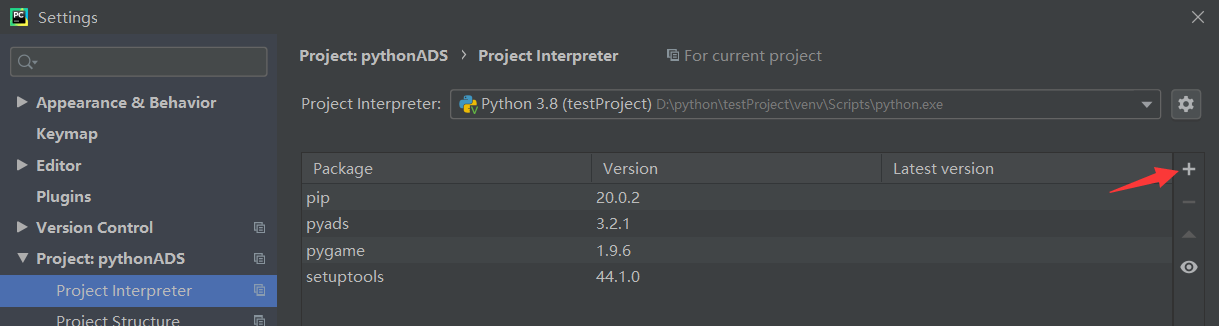 PC
Settings
Project: pythonADS > Project Interpreter For current project
Appearance & Behavior
Project Interpreter: Python 3.8 (testProject) D:\python\testProject\venv\Scripts\python.exe
Keymap
Editor
Package Version Latest version
Plugins
pip 20.0.2
Version Control
pyads 3.2.1
Project: pythonADS
pygame 1.9.6
Project Interpreter
setuptools 44.1.0
Project Structure